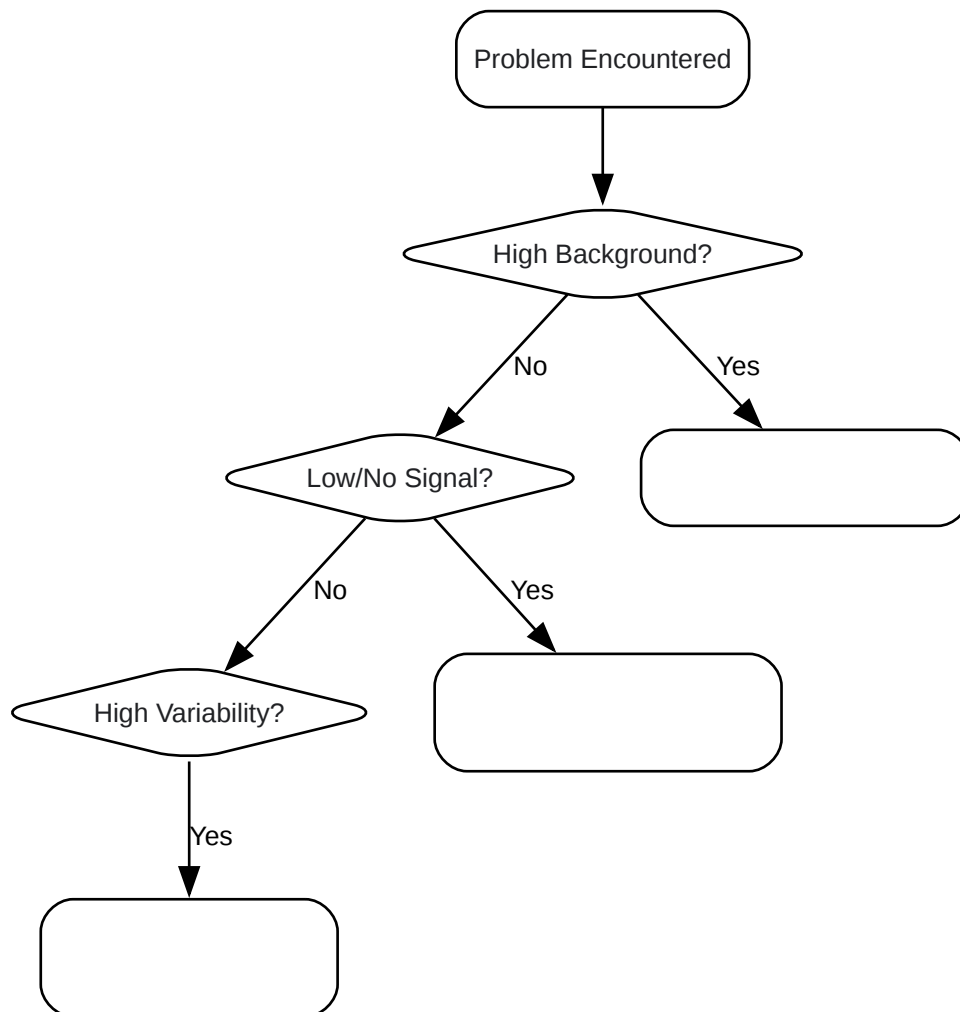 Problem Encountered
High Background?
No
Yes
Low/No Signal?
No
Yes
High Variability?
Yes